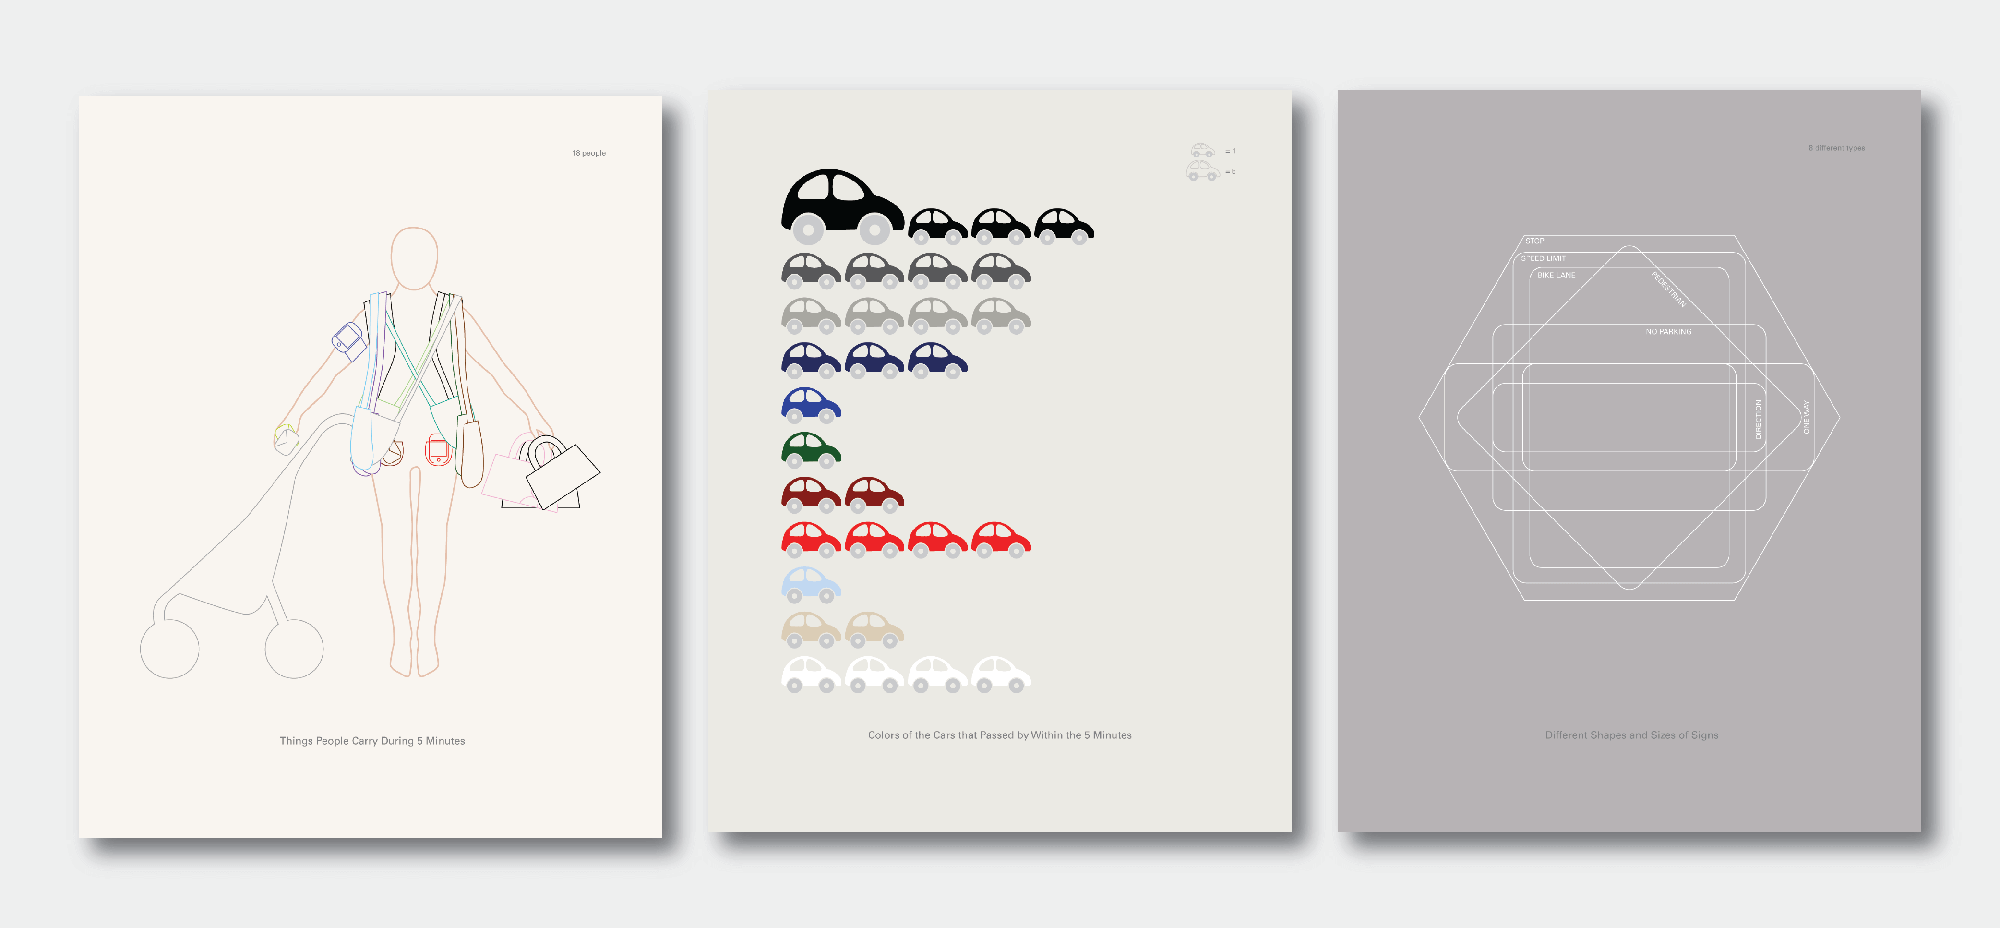 18 people
Things People Carry During 5 Minutes
= 1
= 5
Colors of the Cars that Passed by Within the 5 Minutes
8 different types
STOP
SPEED LIMIT
BIKE LANE
PEDESTRIAN
NO PARKING
DIRECTION
ONE WAY
Different Shapes and Sizes of Signs